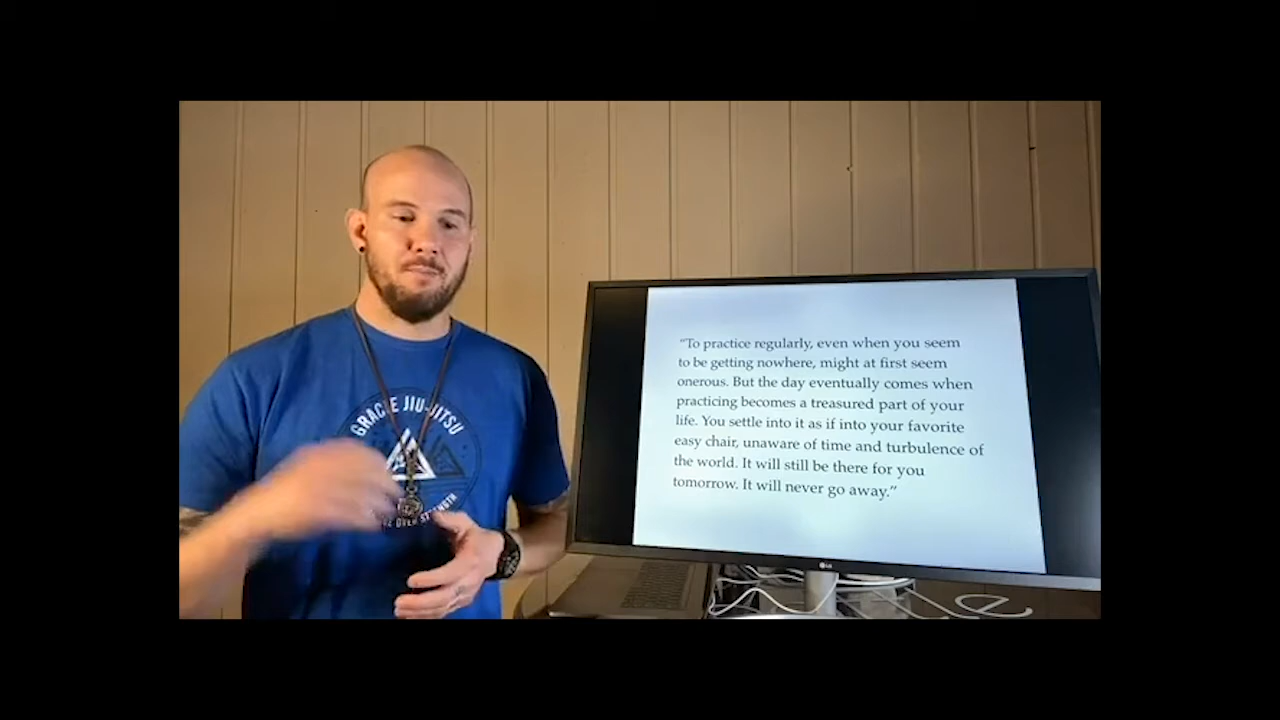 GRACIE JIU-JITSU
OVER STRENGTH
“To practice regularly, even when you seem
to be getting nowhere, might at first seem
onerous. But the day eventually comes when
practicing becomes a treasured part of your
life. You settle into it as if into your favorite
easy chair, unaware of time and turbulence of
the world. It will still be there for you
tomorrow. It will never go away.”
LG